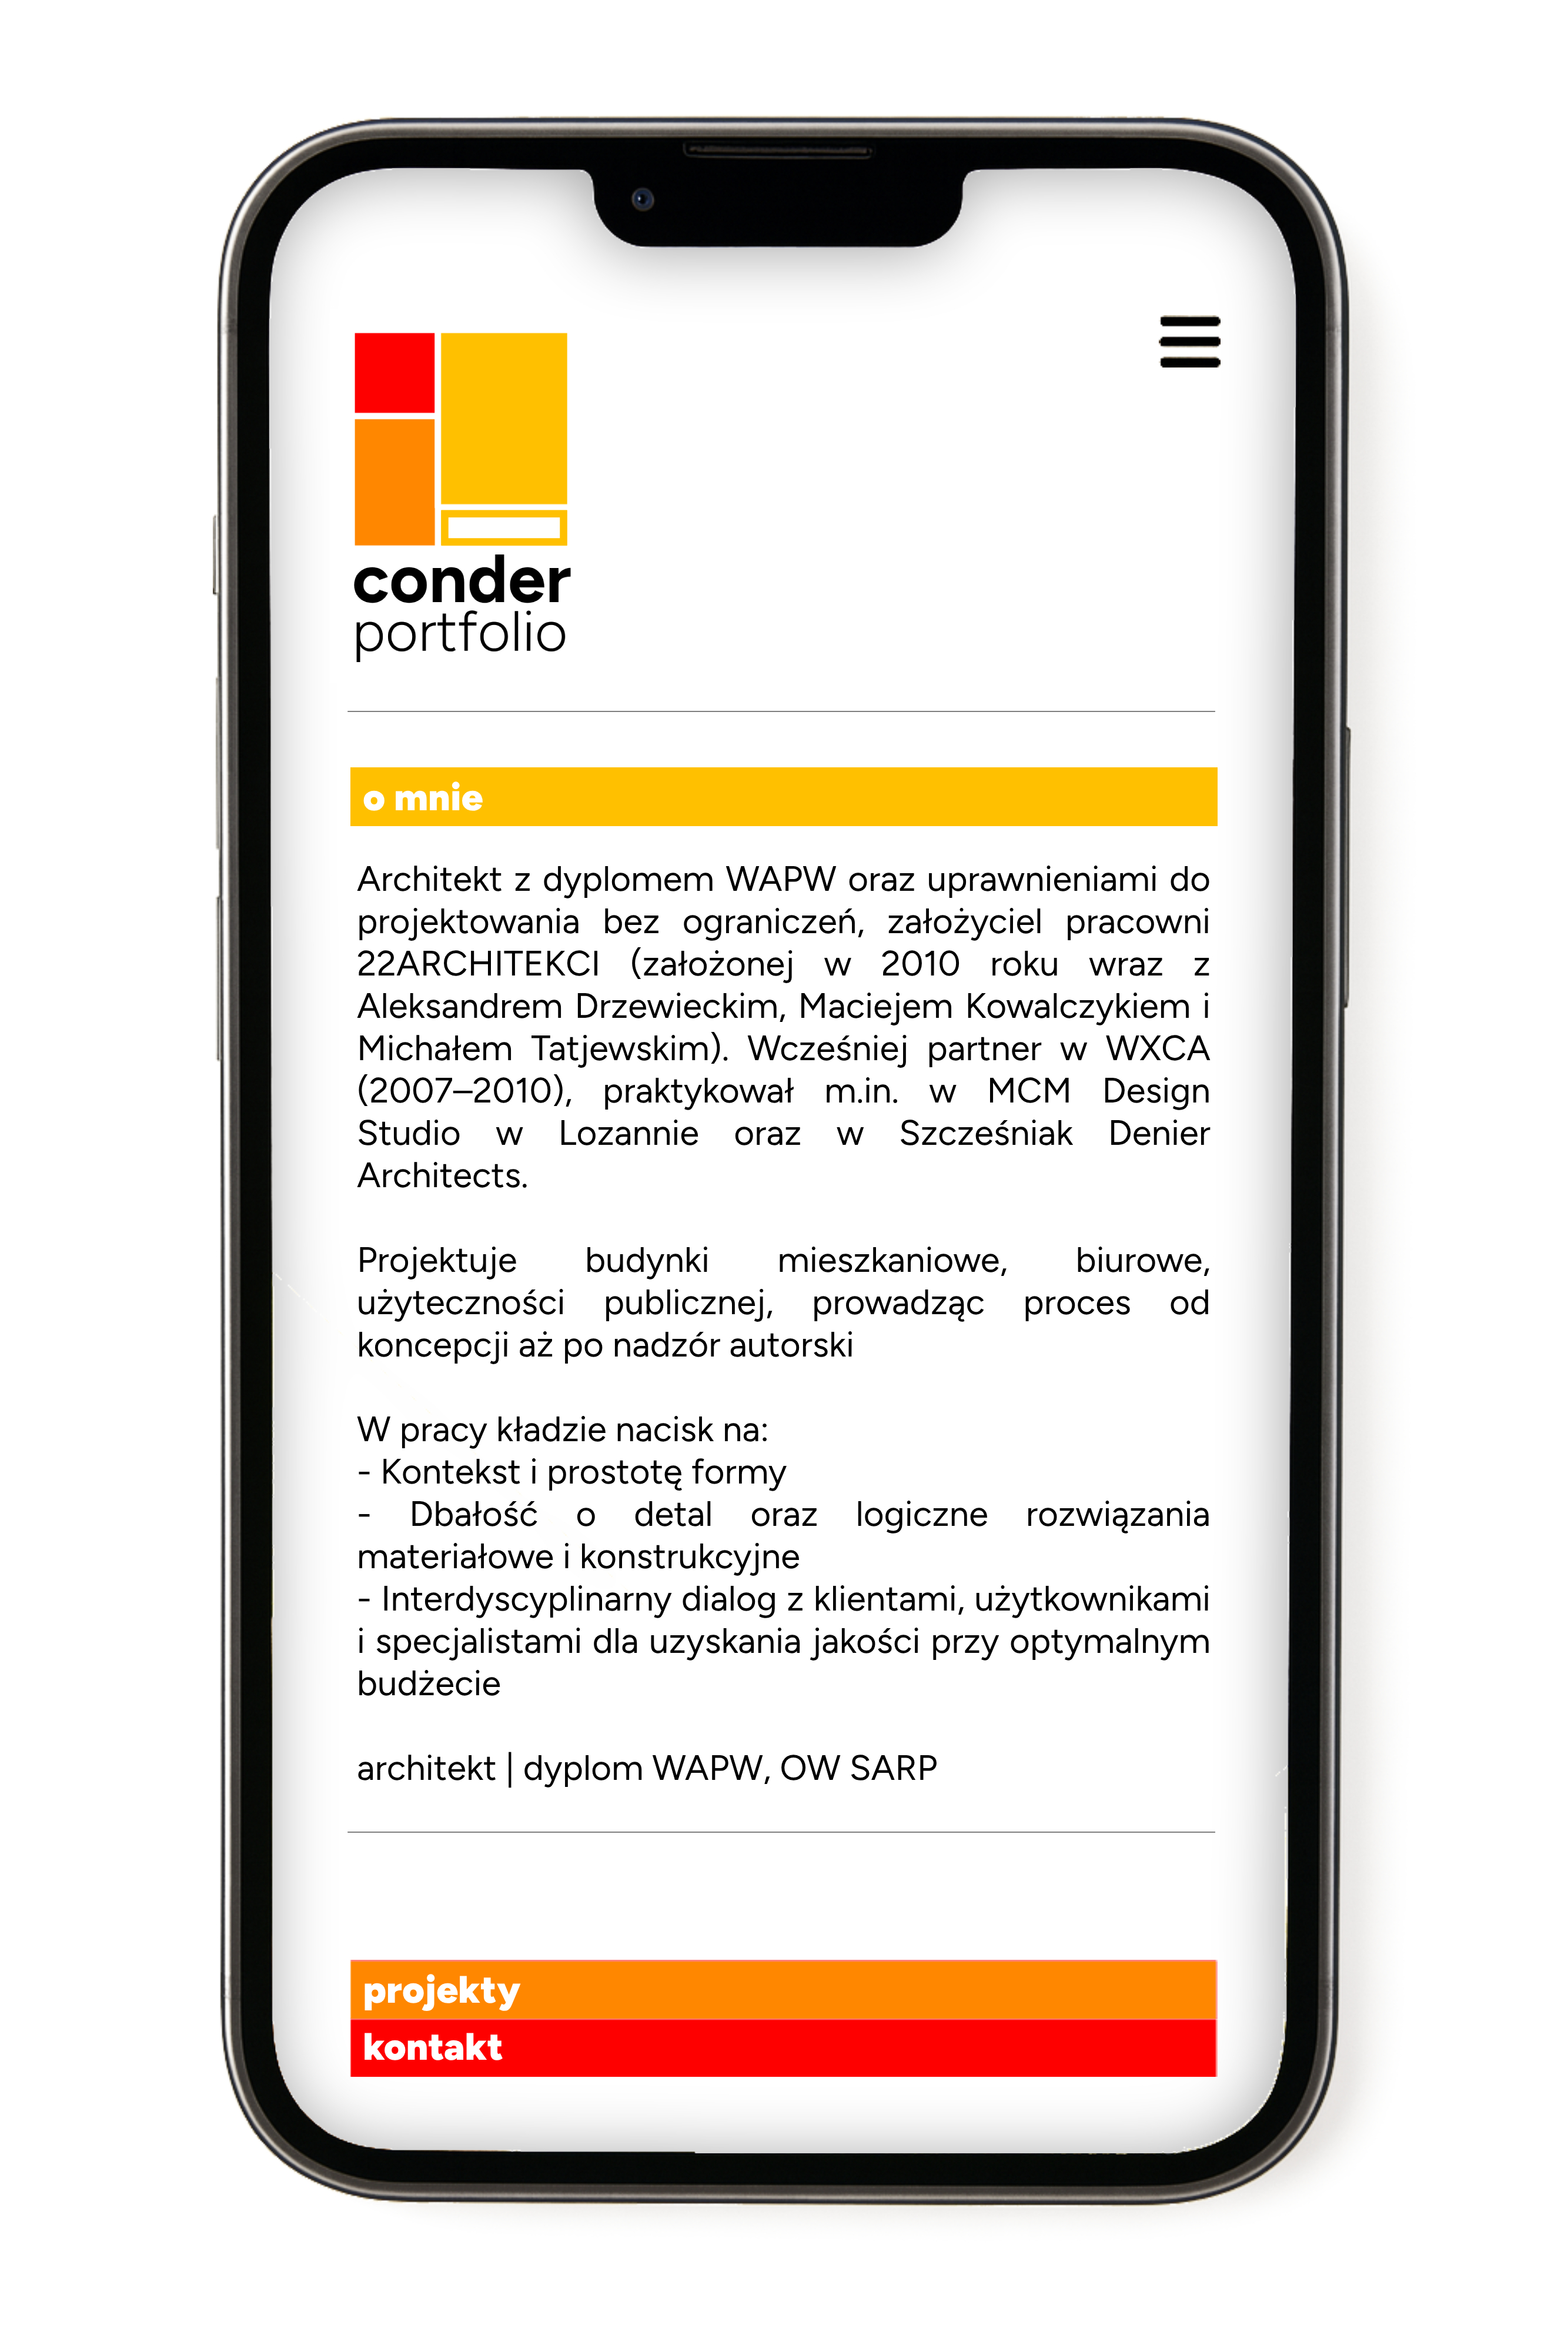 conder
portfolio
o mnie
Architekt z dyplomem WAPW oraz uprawnieniami do
projektowania bez ograniczeń, założyciel pracowni
22ARCHITEKCI (założonej w 2010 roku wraz z
Aleksandrem Drzewieckim, Maciejem Kowalczykiem i
Michałem Tatjewskim). Wcześniej partner w WXCA
(2007–2010), praktykował m.in. w MCM Design
Studio w Lozannie oraz w Szcześniak Denier
Architects.
Projektuje budynki mieszkaniowe, biurowe,
użyteczności publicznej, prowadząc proces od
koncepcji aż po nadzór autorski
W pracy kładzie nacisk na:
- Kontekst i prostotę formy
- Dbałość o detal oraz logiczne rozwiązania
materiałowe i konstrukcyjne
- Interdyscyplinarny dialog z klientami, użytkownikami
i specjalistami dla uzyskania jakości przy optymalnym
budżecie
architekt | dyplom WAPW, OW SARP
projekty
kontakt